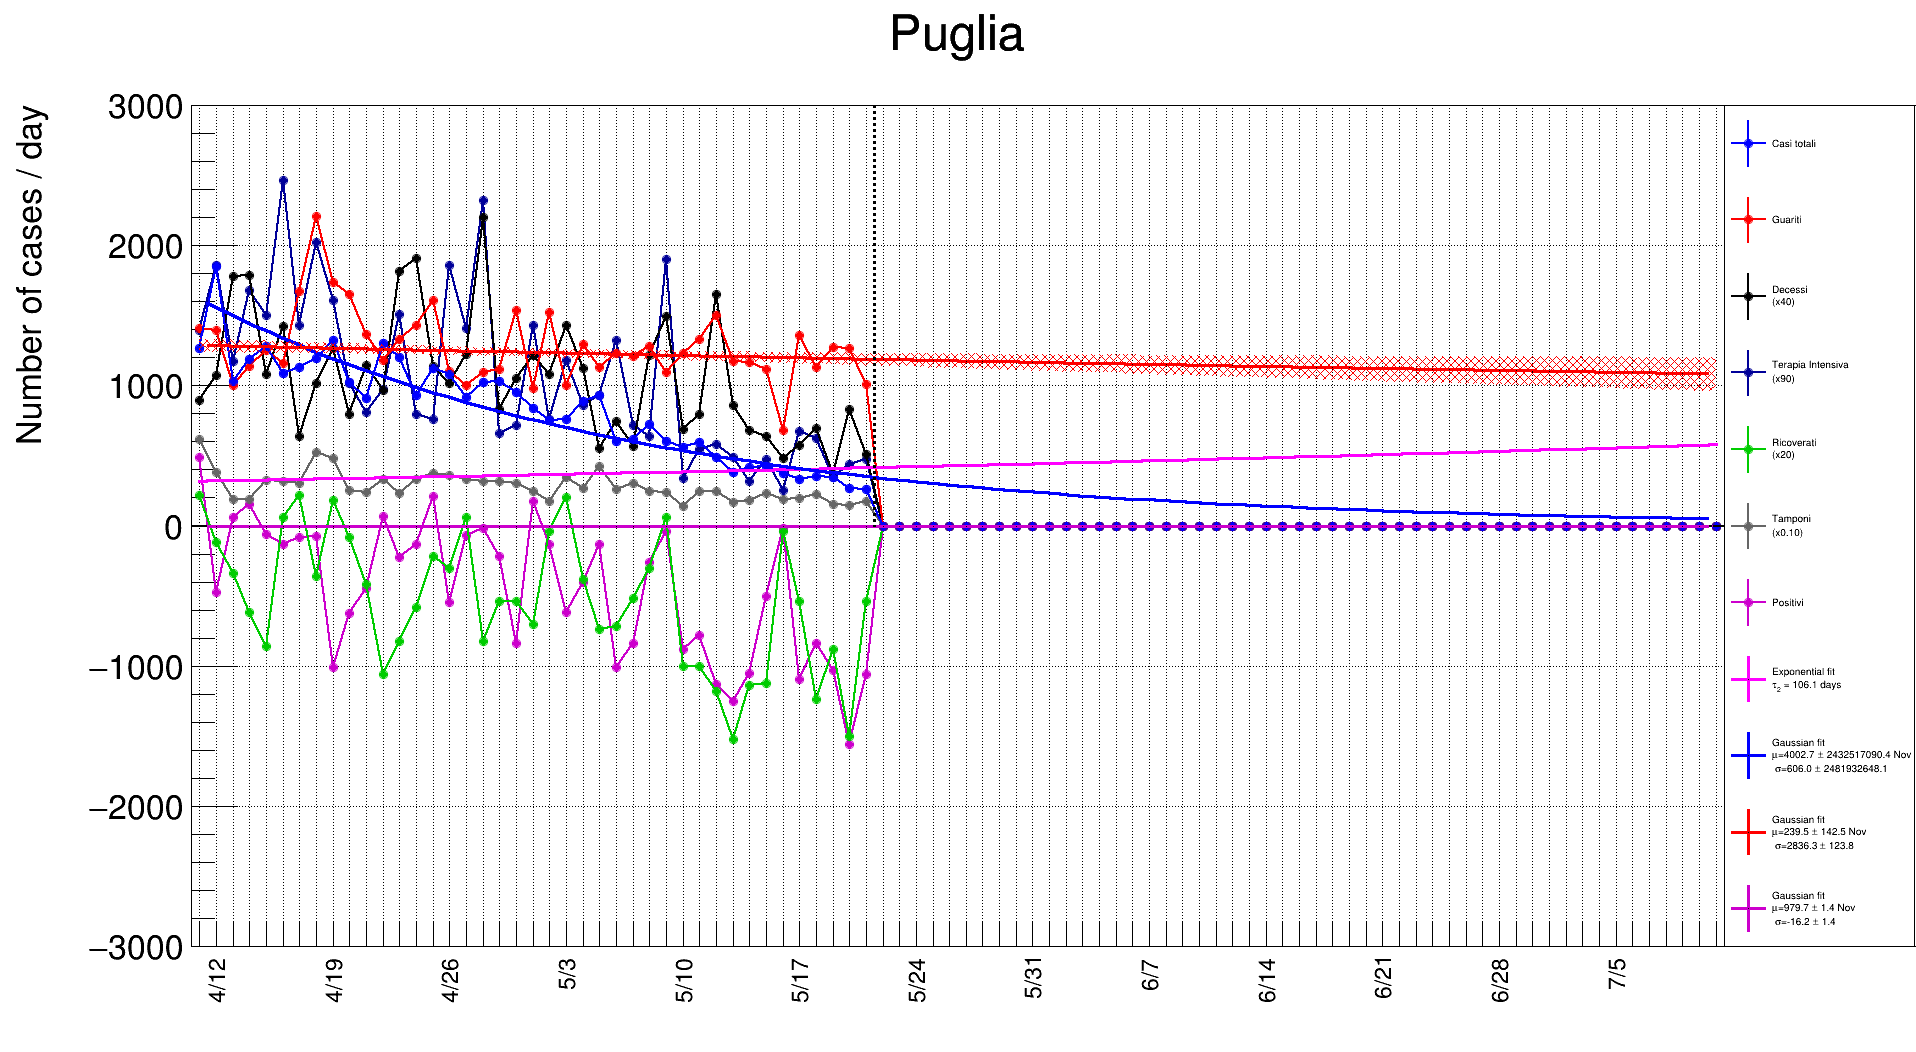 Puglia
Number of cases / day
3000
2000
1000
0
−1000
−2000
−3000
4/12
4/19
4/26
5/3
5/10
5/17
5/24
5/31
6/7
6/14
6/21
6/28
7/5
Casi totali
Guariti
Decessi
(x40)
Terapia Intensiva
(x90)
Ricoverati
(x20)
Tamponi
(x0.10)
Positivi
Exponential fit
τ2 = 106.1 days
Gaussian fit
μ=4002.7 ± 2432517090.4 Nov
σ=606.0 ± 2481932648.1
Gaussian fit
μ=239.5 ± 142.5 Nov
σ=2836.3 ± 123.8
Gaussian fit
μ=979.7 ± 1.4 Nov
σ=-16.2 ± 1.4